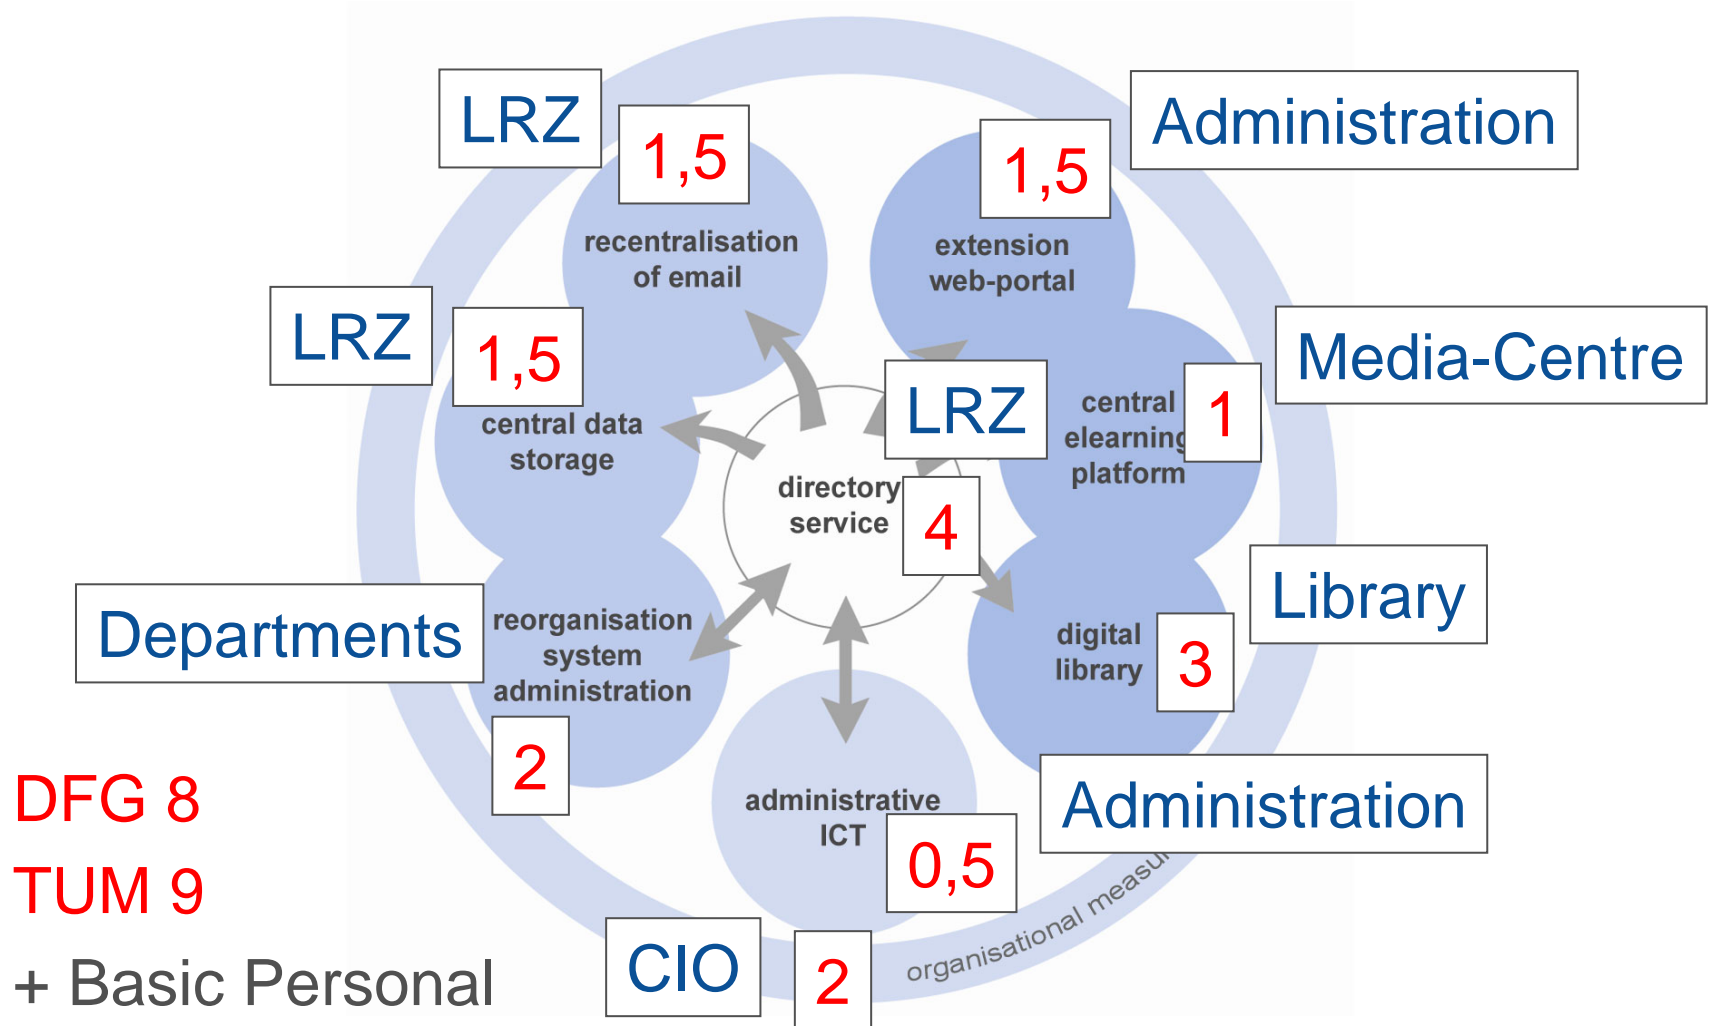 LRZ
1,5
Administration
1,5
recentralisation
of email
extension
web-portal
LRZ
1,5
Media-Centre
LRZ
central
elearning
platform
1
central data
storage
directory
service
4
Library
Departments
reorganisation
system
administration
2
digital
library
3
DFG 8
TUM 9
+ Basic Personal
administrative
ICT
0,5
Administration
CIO
2
organisational